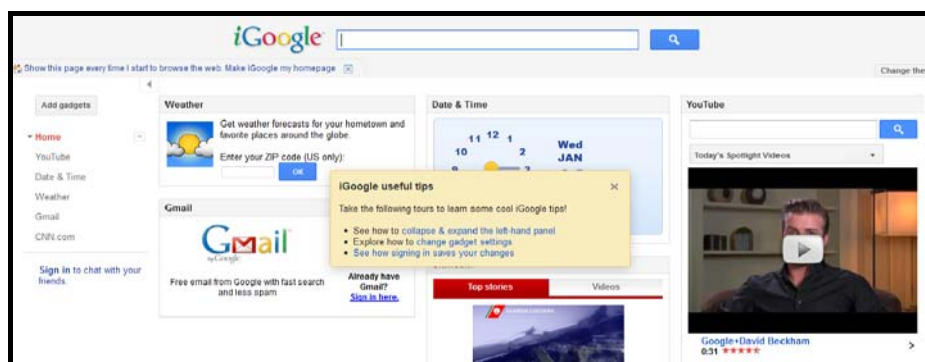 iGoogle
Show this page every time I start to browse the web. Make iGoogle my homepage
Change the
Add gadgets
Home
YouTube
Date & Time
Weather
Gmail
CNN.com
Sign in to chat with your
friends.
Weather
Get weather forecasts for your hometown and
favorite places around the globe.
Enter your ZIP code (US only):
OK
Gmail
Gmail
by Google
Free email from Google with fast search
and less spam
Already have
Gmail?
Sign in here.
Date & Time
11 12 1
10 2
9 3
Wed
JAN
iGoogle useful tips
Take the following tours to learn some cool iGoogle tips!
See how to collapse & expand the left-hand panel
Explore how to change gadget settings
See how signing in saves your changes
Top stories
Videos
YouTube
Today's Spotlight Videos
Google+David Beckham
0:31